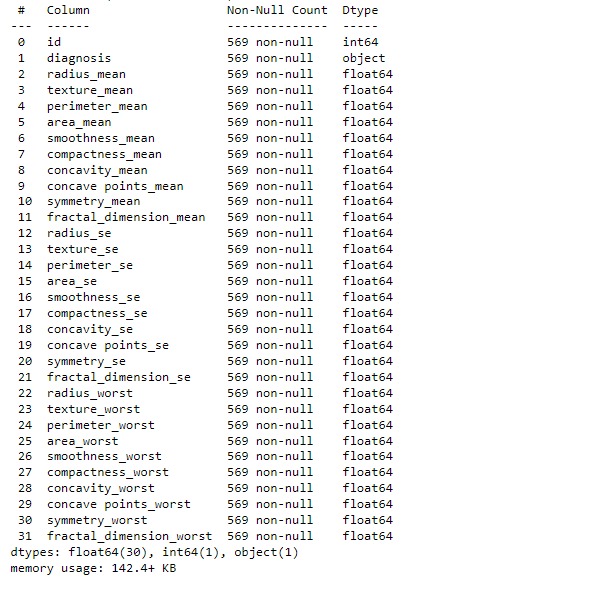 #   Column                   Non-Null Count  Dtype
---  ------                   --------------  -----
 0   id                       569 non-null    int64
 1   diagnosis                569 non-null    object
 2   radius_mean              569 non-null    float64
 3   texture_mean             569 non-null    float64
 4   perimeter_mean           569 non-null    float64
 5   area_mean                569 non-null    float64
 6   smoothness_mean          569 non-null    float64
 7   compactness_mean         569 non-null    float64
 8   concavity_mean           569 non-null    float64
 9   concave points_mean      569 non-null    float64
 10  symmetry_mean            569 non-null    float64
 11  fractal_dimension_mean   569 non-null    float64
 12  radius_se                569 non-null    float64
 13  texture_se               569 non-null    float64
 14  perimeter_se             569 non-null    float64
 15  area_se                  569 non-null    float64
 16  smoothness_se            569 non-null    float64
 17  compactness_se           569 non-null    float64
 18  concavity_se             569 non-null    float64
 19  concave points_se        569 non-null    float64
 20  symmetry_se              569 non-null    float64
 21  fractal_dimension_se     569 non-null    float64
 22  radius_worst             569 non-null    float64
 23  texture_worst            569 non-null    float64
 24  perimeter_worst          569 non-null    float64
 25  area_worst               569 non-null    float64
 26  smoothness_worst         569 non-null    float64
 27  compactness_worst        569 non-null    float64
 28  concavity_worst          569 non-null    float64
 29  concave points_worst     569 non-null    float64
 30  symmetry_worst           569 non-null    float64
 31  fractal_dimension_worst  569 non-null    float64
dtypes: float64(30), int64(1), object(1)
memory usage: 142.4+ KB